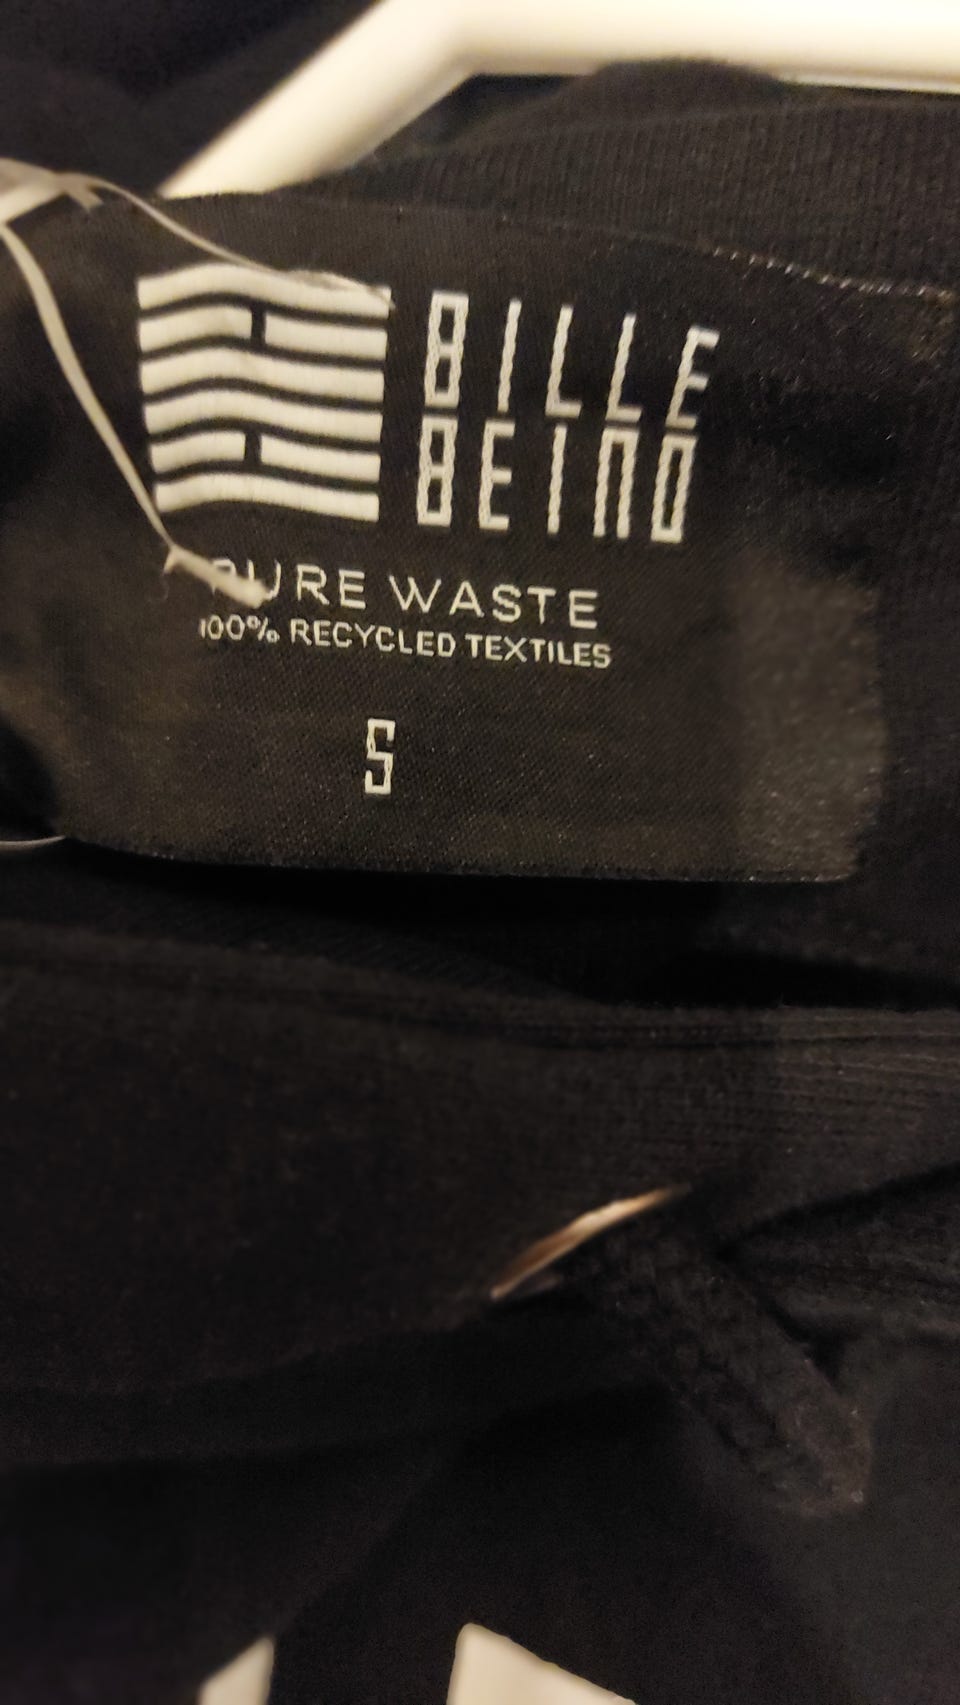 BILLE
BEINO
PURE WASTE
100% RECYCLED TEXTILES
S